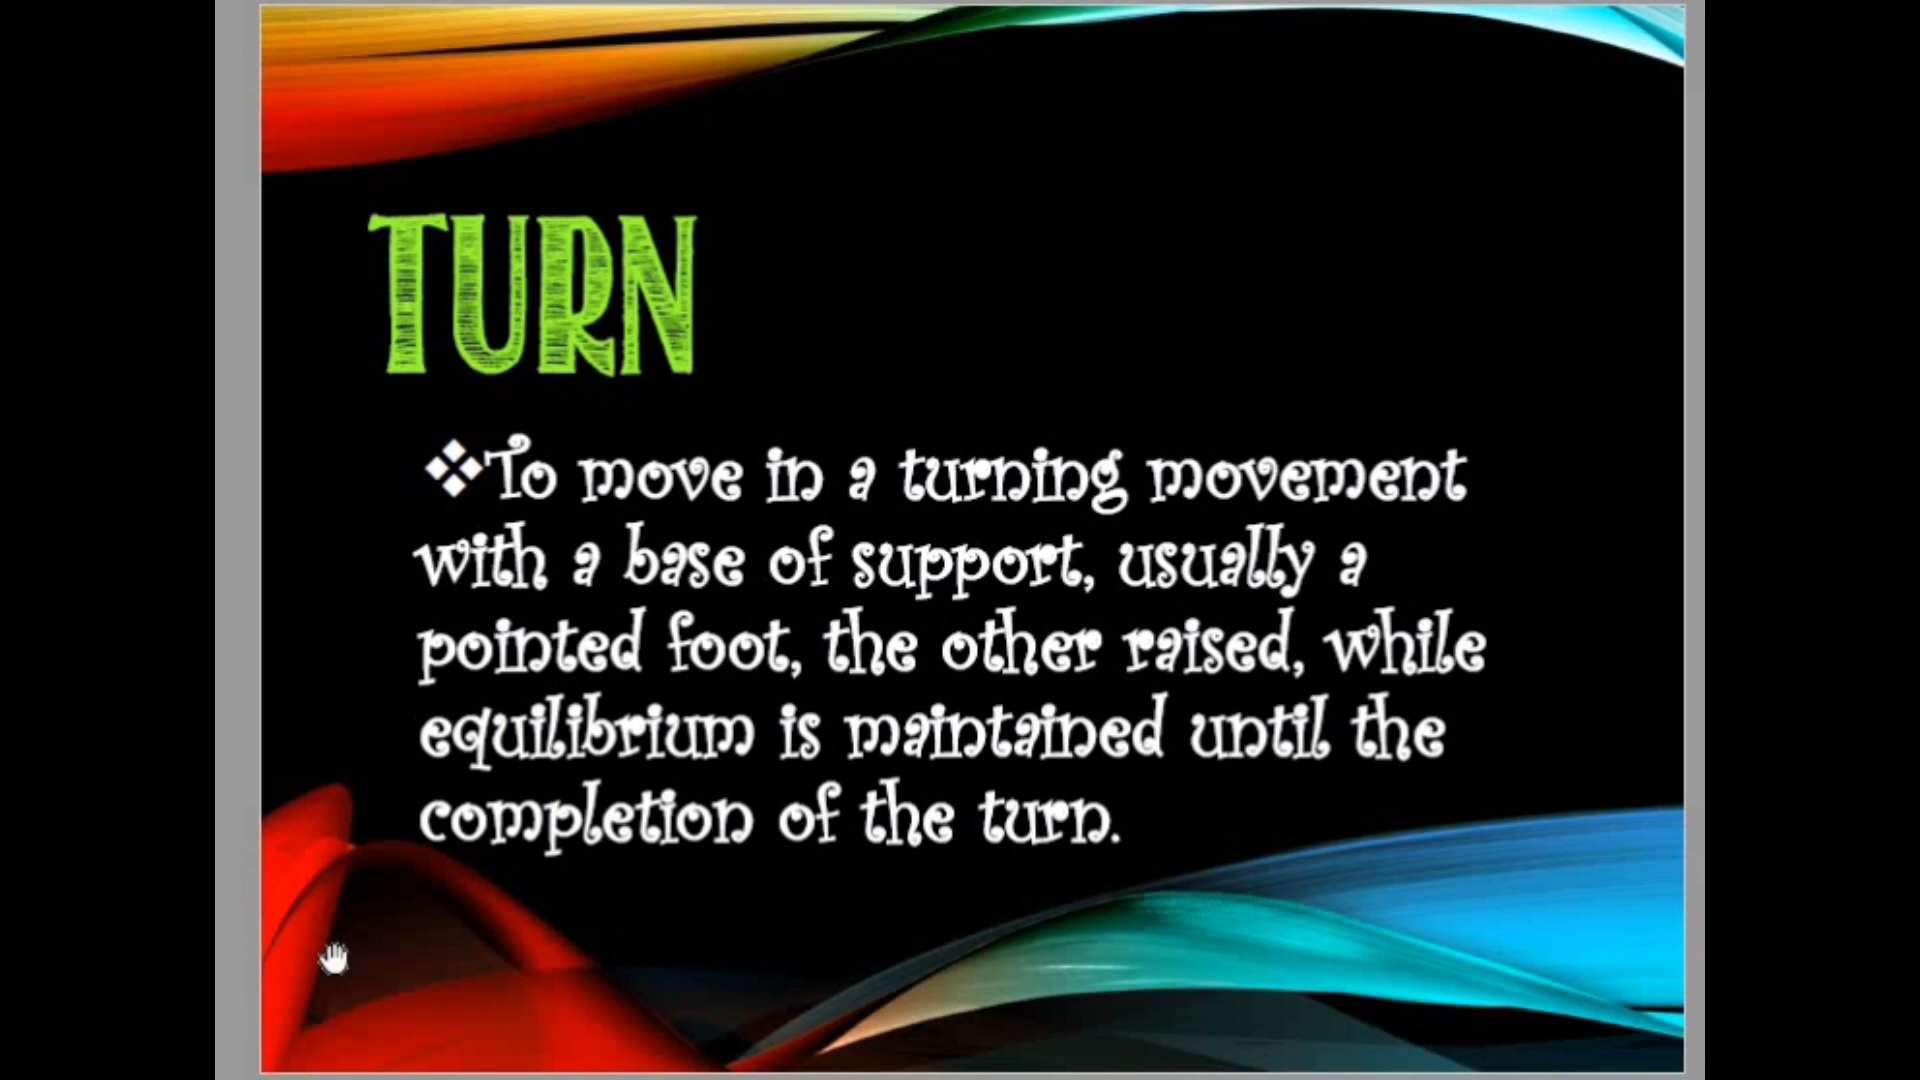 TURN
❖To move in a turning movement
with a base of support, usually a
pointed foot, the other raised, while
equilibrium is maintained until the
completion of the turn.